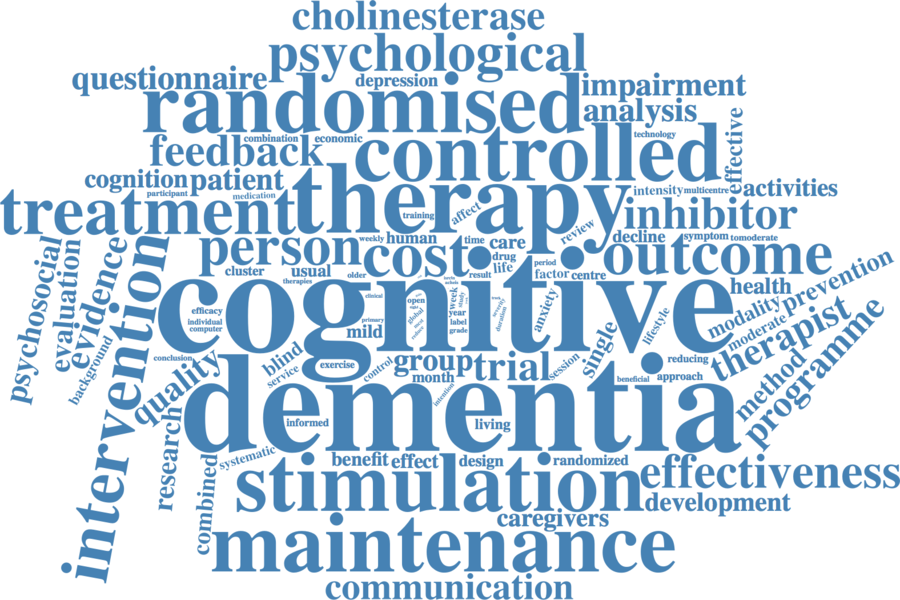 cholinesterase
psychological
questionnaire
depression
impairment
randomised
analysis
technology
combination
economic
feedback
controlled
effective
cognition
patient
participant
medication
therapy
intensity
multicentre
activities
treatment
training
affect
inhibitor
review
person
weekly
human
time
care
decline
symptom
tomoderate
cost
outcome
cluster
usual
therapies
older
result
drug
life
period
factor
centre
health
prevention
psychosocial
evaluation
evidence
background
intervention
cognitive
efficacy
individual
computer
clinical
primary
mild
open
global
week
year
label
grade
study
severity
duration
anxiety
single
lifestyle
modality
moderate
therapist
programme
method
conclusion
quality
blind
service
exercise
control
group
month
trial
session
intention
beneficial
approach
reducing
dementia
informed
living
research
combined
systematic
benefit
effect
design
randomized
stimulation
effectiveness
development
caregivers
maintenance
communication